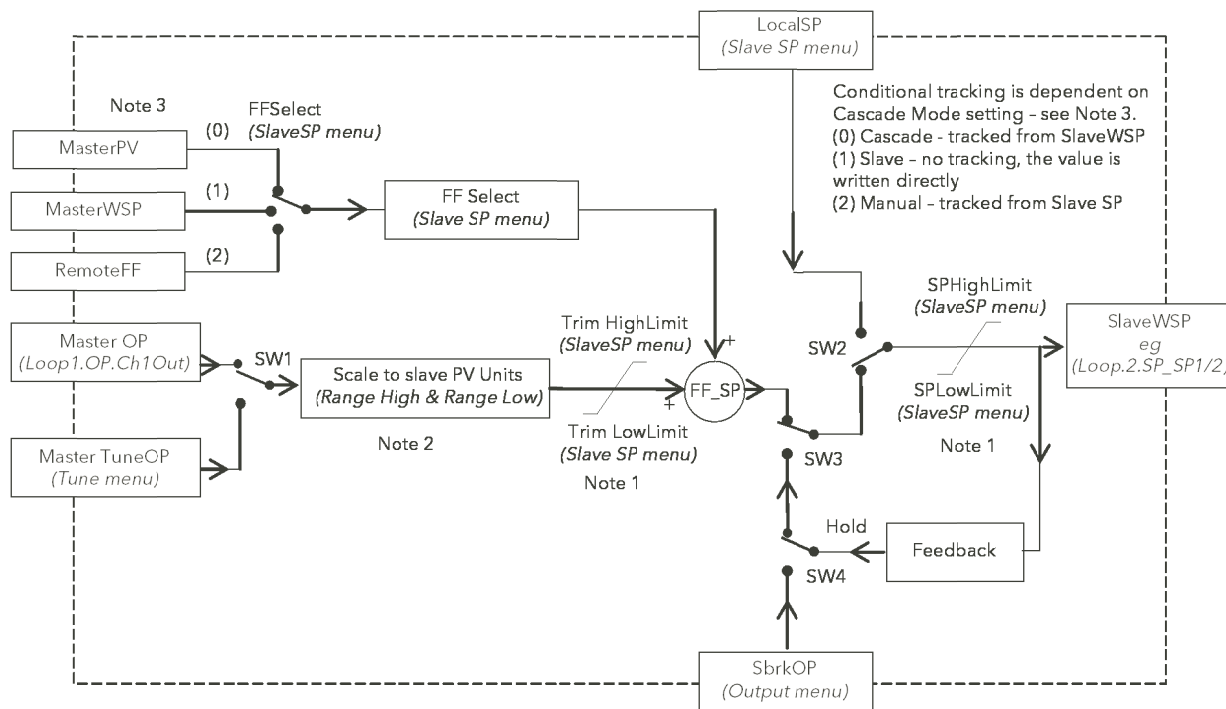 LocalSP
(Slave SP menu)
Conditional tracking is dependent on
Cascade Mode setting – see Note 3.
(0) Cascade - tracked from SlaveWSP
(1) Slave – no tracking, the value is
written directly
(2) Manual – tracked from Slave SP
Note 3
FFSelect
(SlaveSP menu)
(0)
MasterPV
(1)
MasterWSP
(2)
RemoteFF
FF Select
(Slave SP menu)
Master OP
(Loop1.OP.Ch1Out)
SW1
Scale to slave PV Units
(Range High & Range Low)
Note 2
Master TuneOP
(Tune menu)
Trim HighLimit
(SlaveSP menu)
+
+
FF_SP
Trim LowLimit
(Slave SP menu)
Note 1
SW2
SW3
SPHighLimit
(SlaveSP menu)
SPLowLimit
(SlaveSP menu)
Note 1
SlaveWSP
eg
(Loop.2.SP_SP1/2)
Hold
Feedback
SW4
SbrkOP
(Output menu)